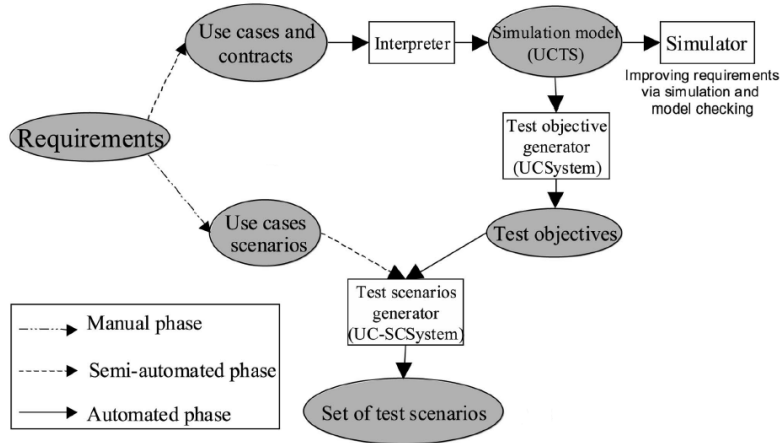 Use cases and
contracts
Interpreter
Simulation model
(UCTS)
Simulator
Improving requirements
via simulation and
model checking
Requirements
Test objective
generator
(UCSystem)
Use cases
scenarios
Test objectives
Test scenarios
generator
(UC-SCSystem)
Manual phase
Semi-automated phase
Automated phase
Set of test scenarios